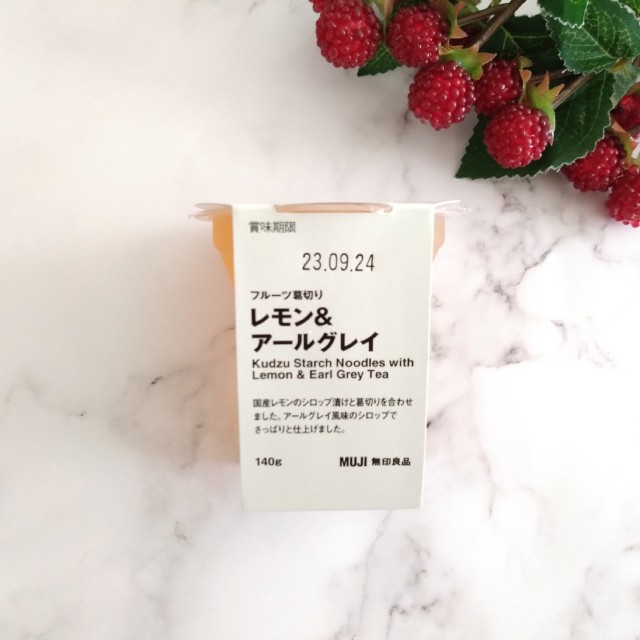 賞味期限
23.09.24
フルーツ葛切り
レモン&
アールグレイ
Kudzu Starch Noodles with
Lemon & Earl Grey Tea
国産レモンのシロップ漬けと葛切りを合わせ
ました。アールグレイ風味のシロップで
さっぱりと仕上げました。
140g MUJI 無印良品